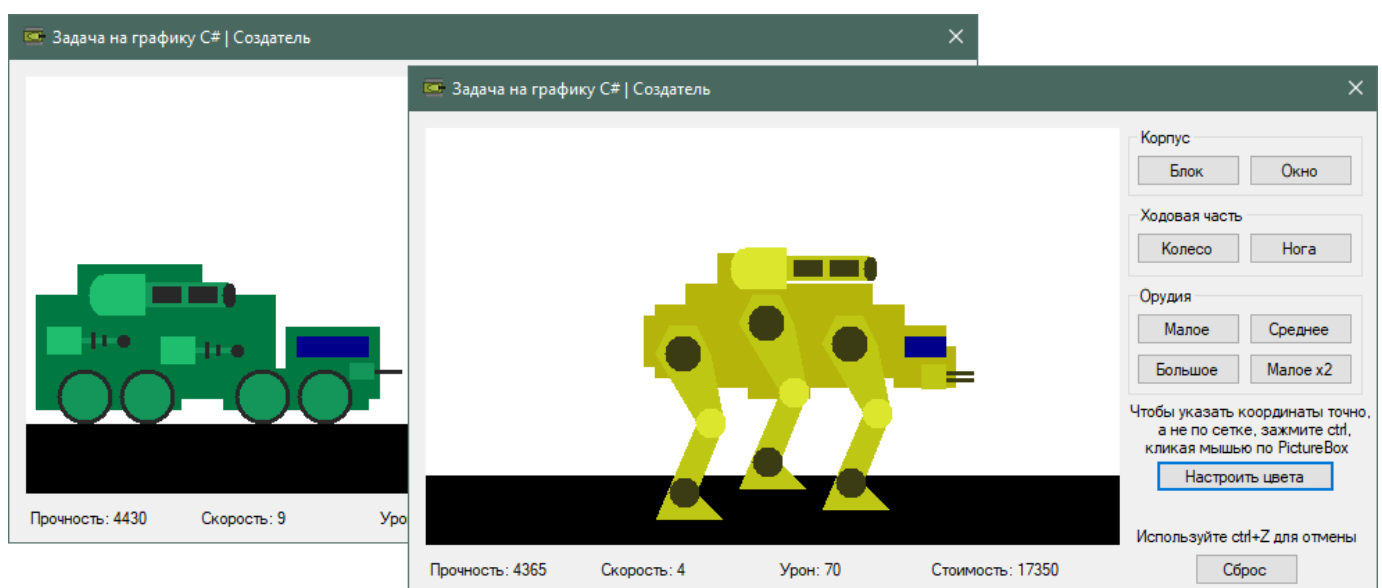 Задача на графику C# | Создатель
Прочность: 4430
Скорость: 9
Уро
Задача на графику C# | Создатель
Корпус
Блок
Окно
Ходовая часть
Колесо
Нога
Орудия
Малое
Среднее
Большое
Малое x2
Чтобы указать координаты точно,
а не по сетке, зажмите ctrl,
кликая мышью по PictureBox
Настроить цвета
Используйте ctrl+Z для отмены
Сброс
Прочность: 4365
Скорость: 4
Урон: 70
Стоимость: 17350